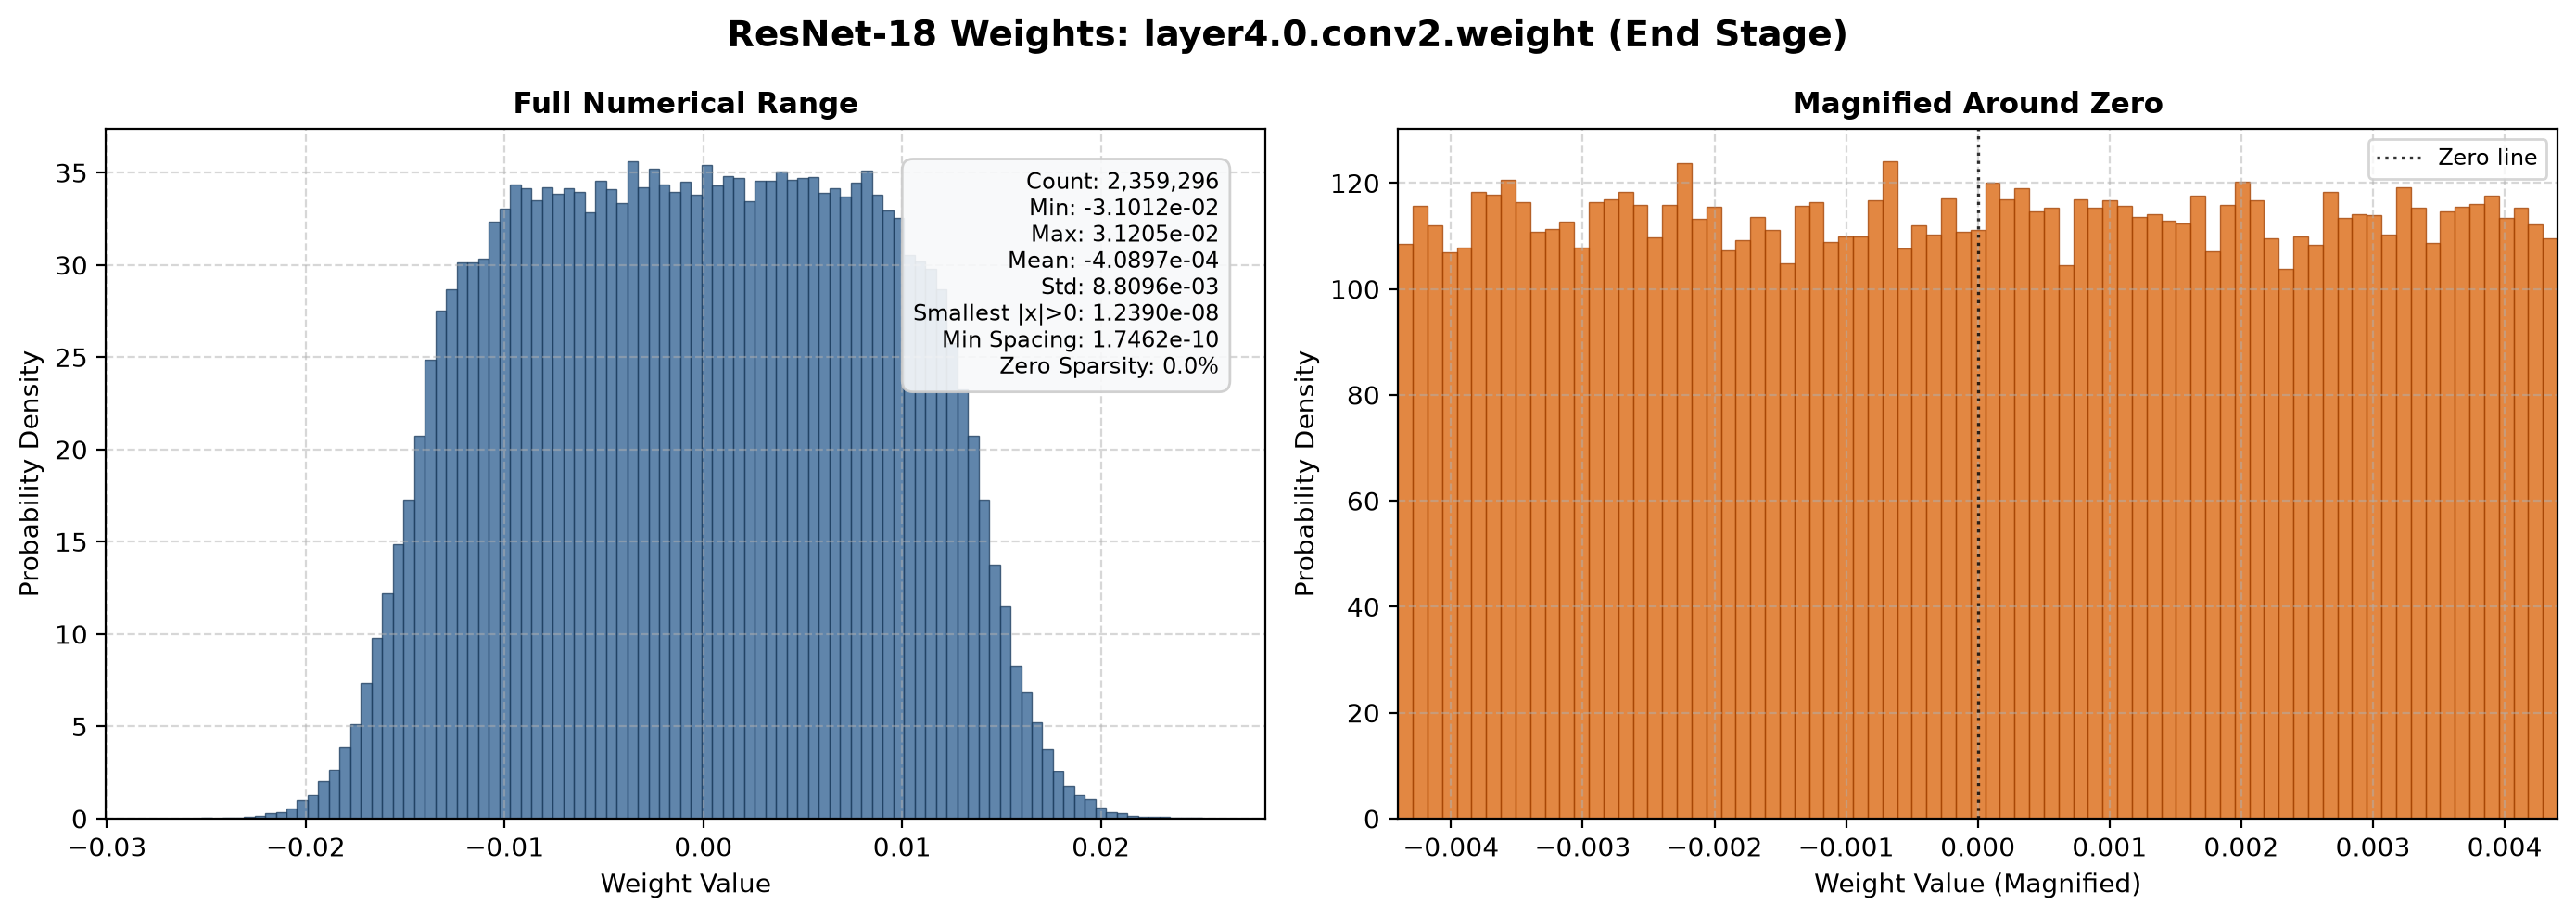 ResNet-18 Weights: layer4.0.conv2.weight (End Stage)
Full Numerical Range
Probability Density
35
30
25
20
15
10
5
0
Count: 2,359,296
Min: -3.1012e-02
Max: 3.1205e-02
Mean: -4.0897e-04
Std: 8.8096e-03
Smallest |x|>0: 1.2390e-08
Min Spacing: 1.7462e-10
Zero Sparsity: 0.0%
−0.03 −0.02 −0.01 0.00 0.01 0.02
Weight Value
Magnified Around Zero
Probability Density
120
100
80
60
40
20
0
Zero line
−0.004 −0.003 −0.002 −0.001 0.000 0.001 0.002 0.003 0.004
Weight Value (Magnified)